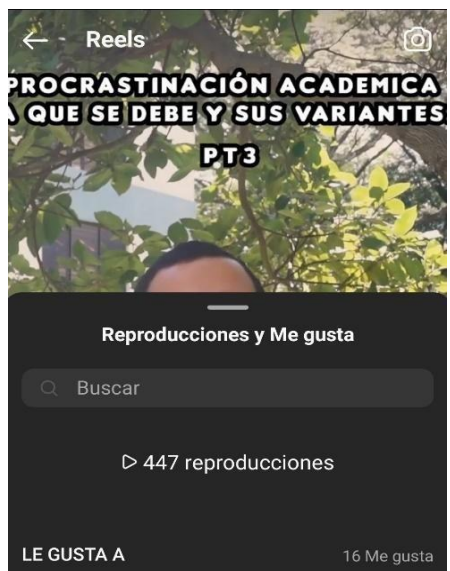 Reels
PROCRASTINACIÓN ACADEMICA
A QUE SE DEBE Y SUS VARIANTES
PT3
Reproducciones y Me gusta
Buscar
447 reproducciones
LE GUSTA A
16 Me gusta